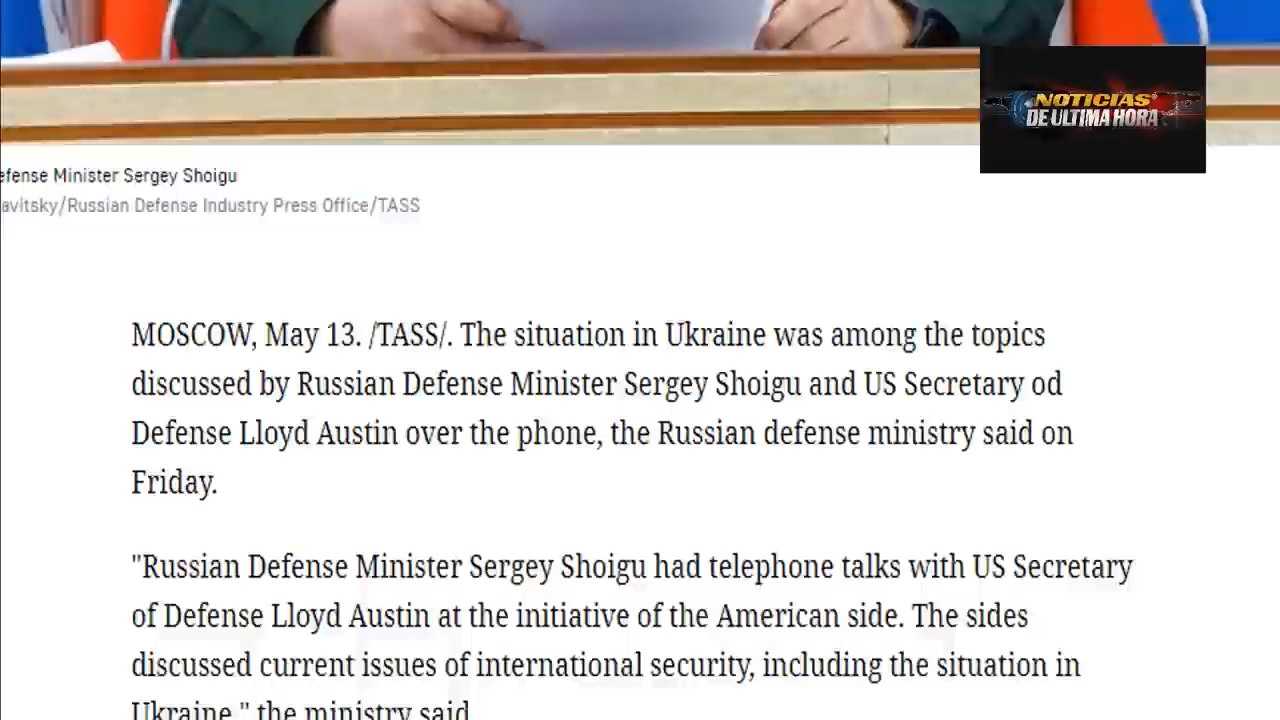 NOTICIAS
DE ULTIMA HORA
efense Minister Sergey Shoigu
avitsky/Russian Defense Industry Press Office/TASS
MOSCOW, May 13. /TASS/. The situation in Ukraine was among the topics
discussed by Russian Defense Minister Sergey Shoigu and US Secretary od
Defense Lloyd Austin over the phone, the Russian defense ministry said on
Friday.
"Russian Defense Minister Sergey Shoigu had telephone talks with US Secretary
of Defense Lloyd Austin at the initiative of the American side. The sides
discussed current issues of international security, including the situation in
Ukraine," the ministry said